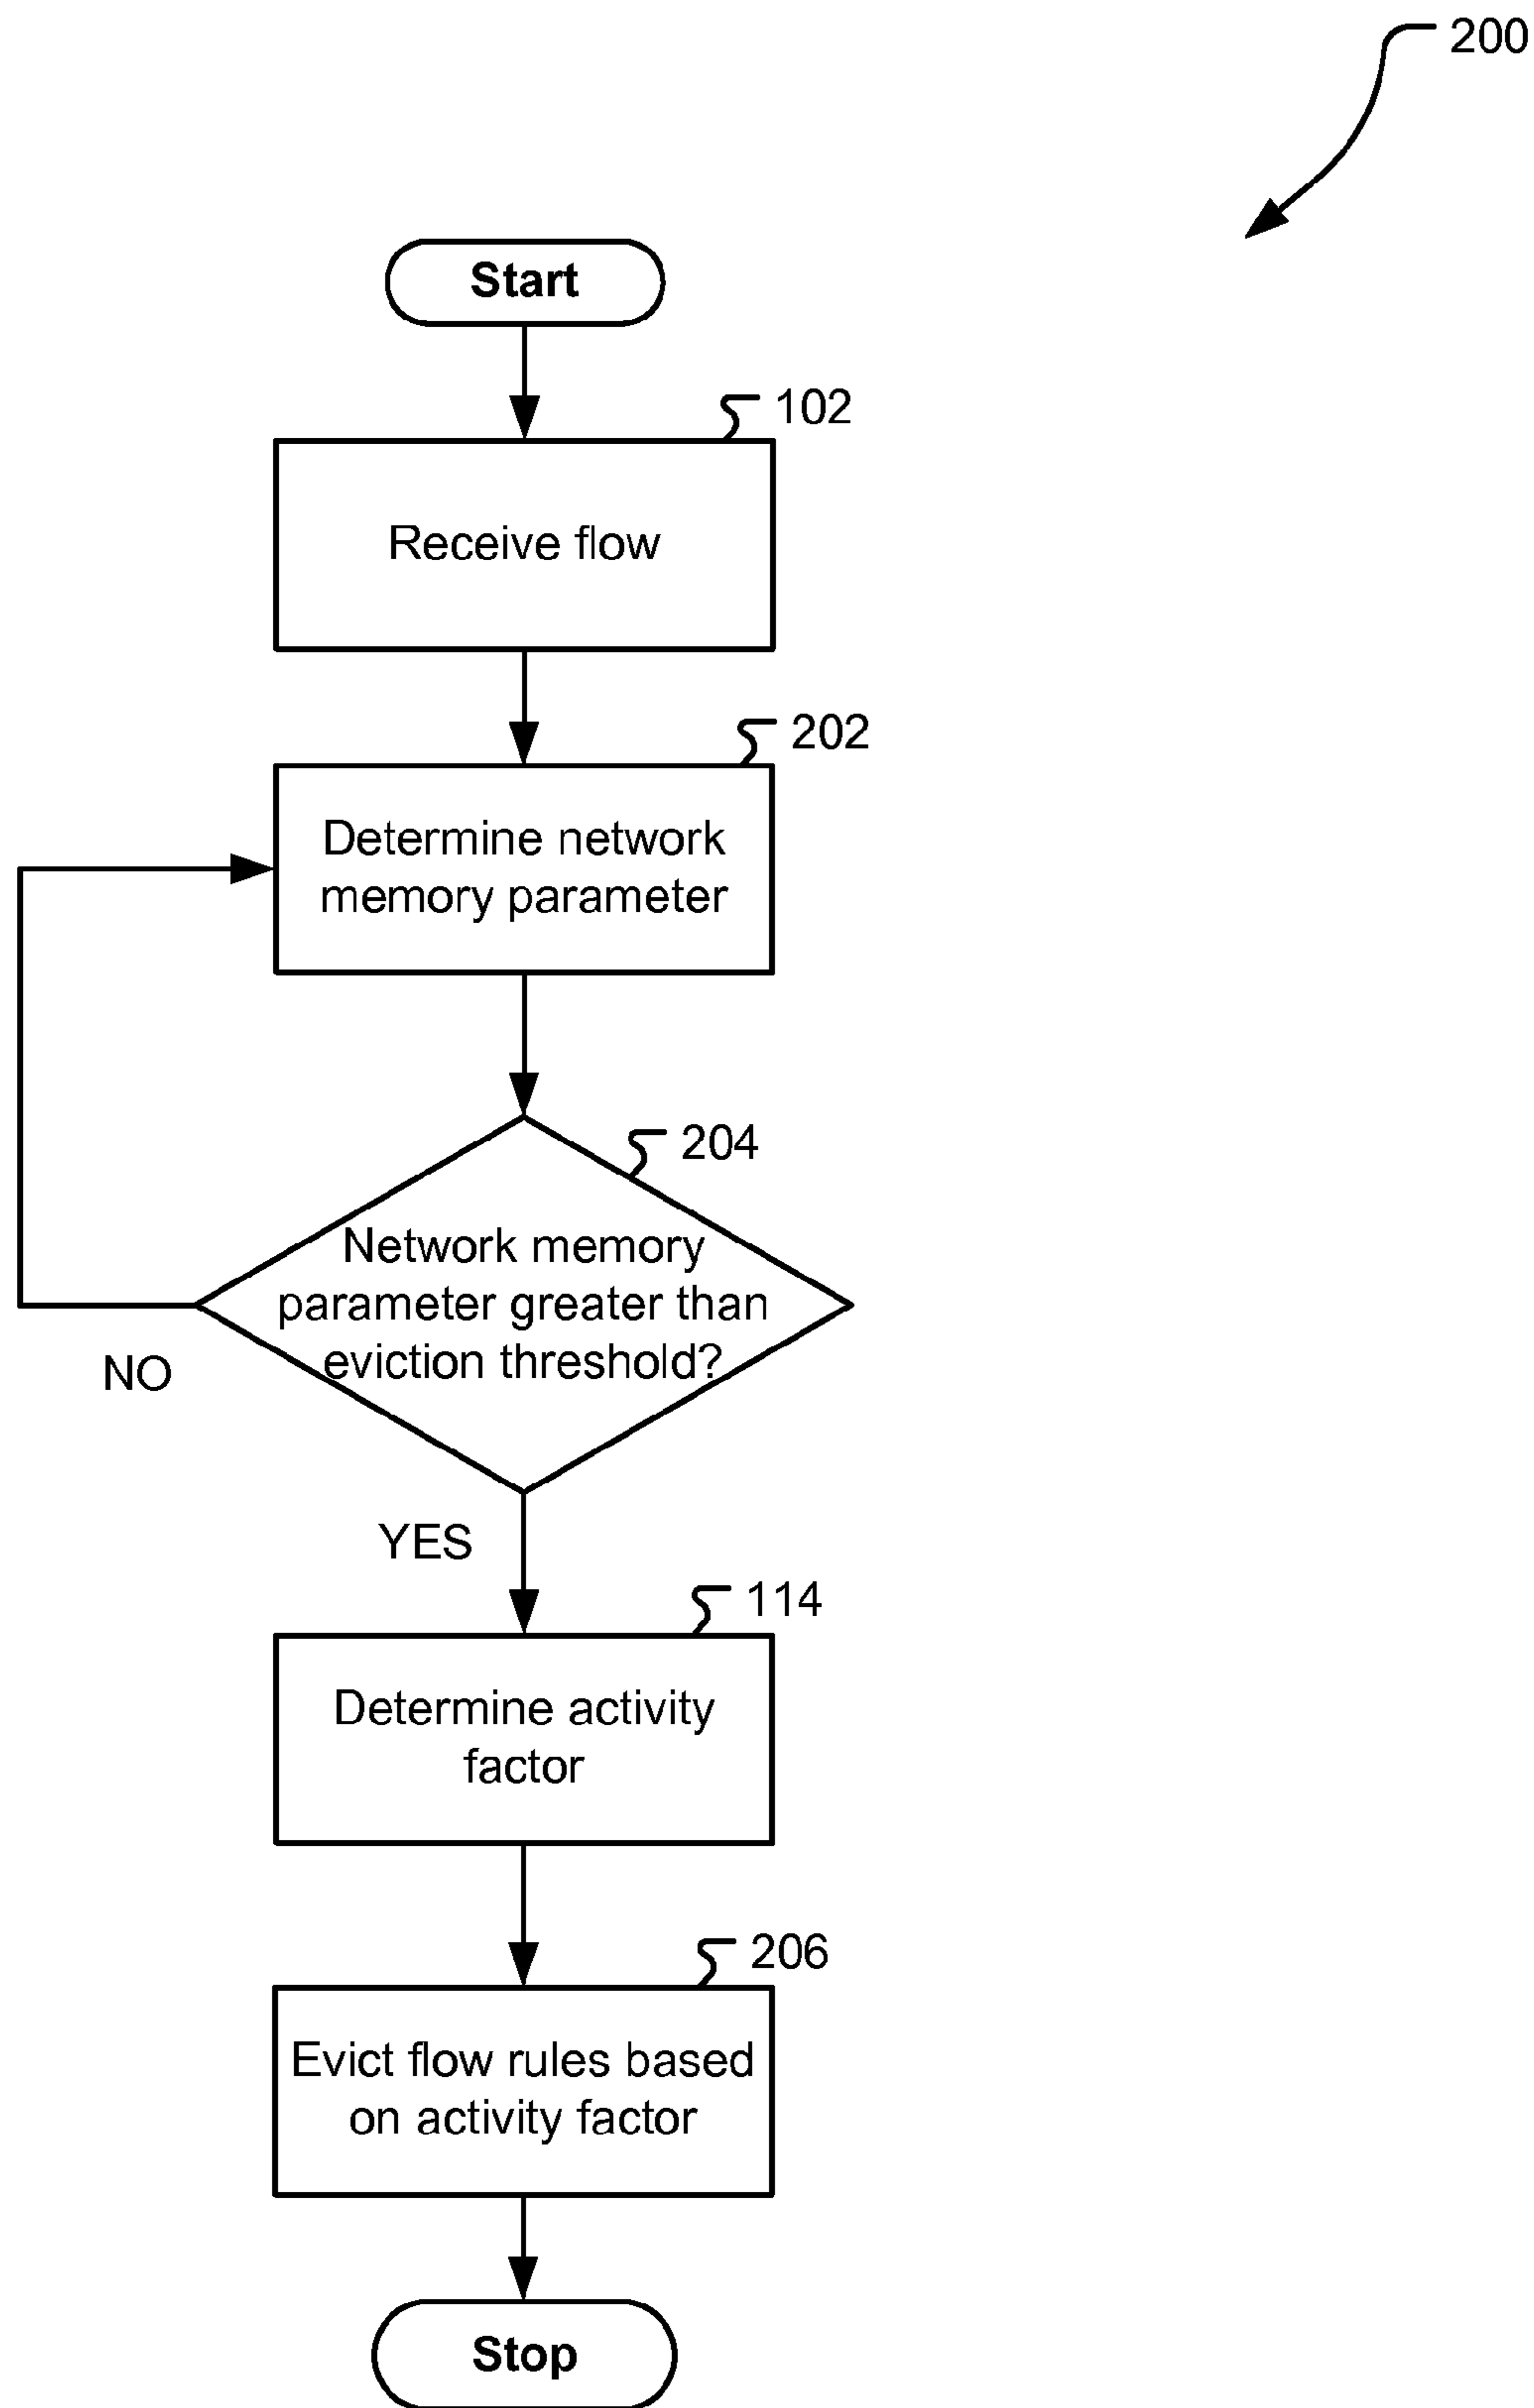 200
Start
102
Receive flow
202
Determine network
memory parameter
204
Network memory
parameter greater than
eviction threshold?
NO
YES
114
Determine activity
factor
206
Evict flow rules based
on activity factor
Stop